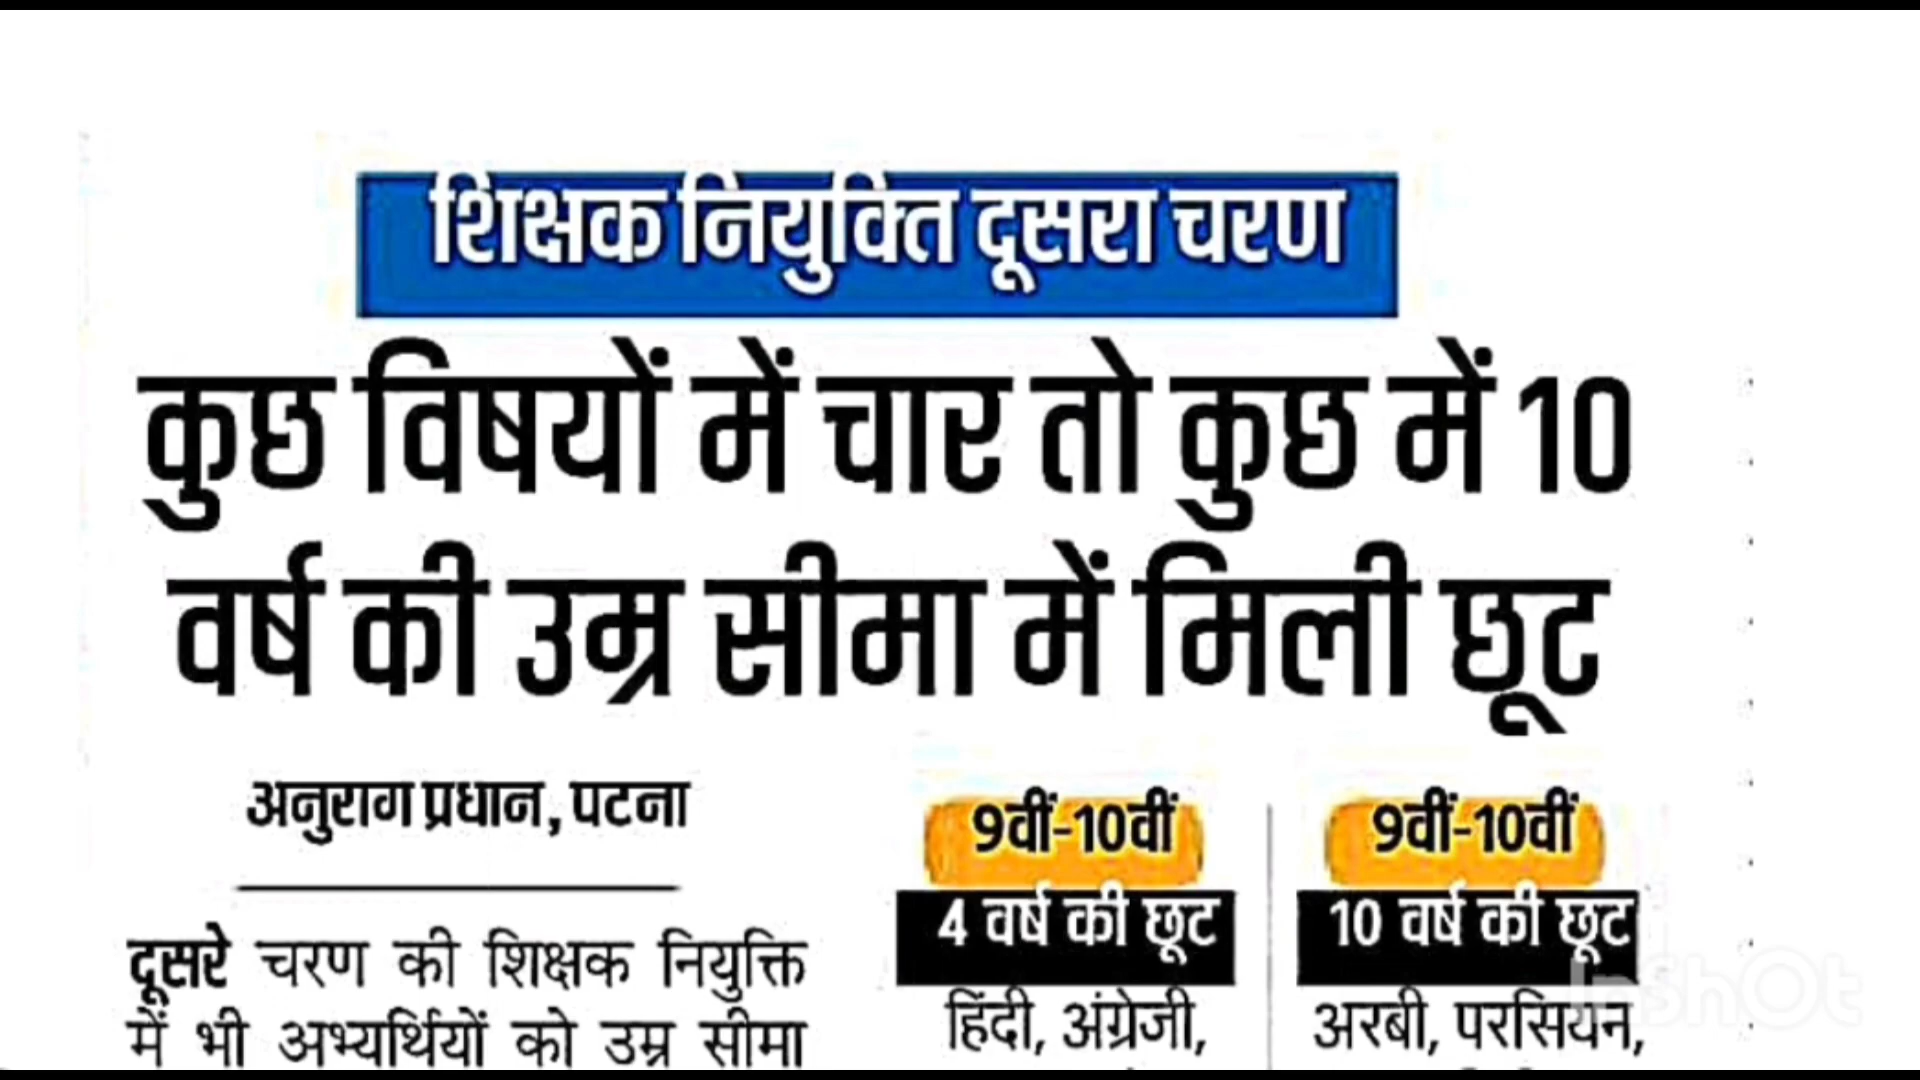 शिक्षक नियुक्ति दूसरा चरण
कुछ विषयों में चार तो कुछ में 10
वर्ष की उम्र सीमा में मिली छूट
अनुराग प्रधान, पटना
दूसरे चरण की शिक्षक नियुक्ति
में भी अभ्यर्थियों को उम्र सीमा
9वीं-10वीं
4 वर्ष की छूट
हिंदी, अंग्रेजी,
9वीं-10वीं
10 वर्ष की छूट
अरबी, परसियन,
InShOt